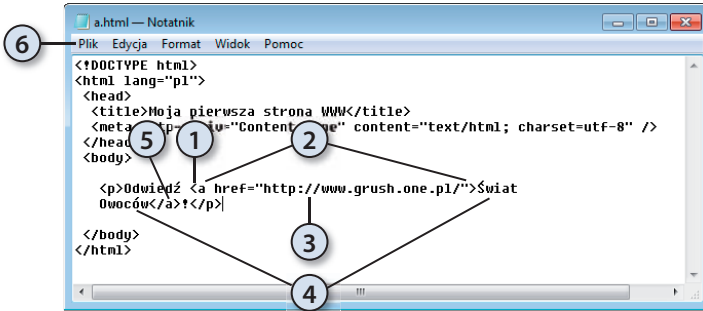 a.html — Notatnik
6
Plik Edycja Format Widok Pomoc
<!DOCTYPE html>
<html lang="pl">
<head>
<title>Moja pierwsza strona WWW</title>
content="text/html; charset=utf-8" />
5 1 2
<body>
<p>Odwiedź <a href="http://www.grush.one.pl/">Świat
Owoców</a>!</p>
3
</body>
</html>
4